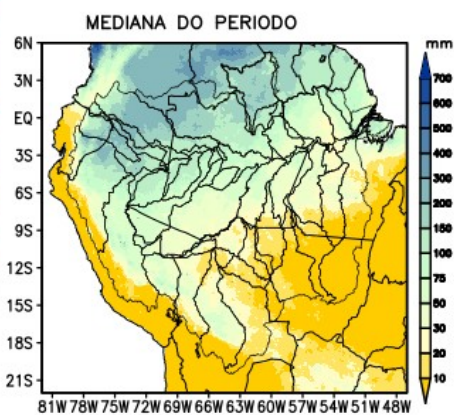 MEDIANA DO PERIODO
mm
6N
3N
EQ
3S
6S
9S
12S
15S
18S
21S
81W 78W 75W 72W 69W 66W 63W 60W 57W 54W 51W 48W
700
600
500
400
300
200
150
100
75
50
30
20
10